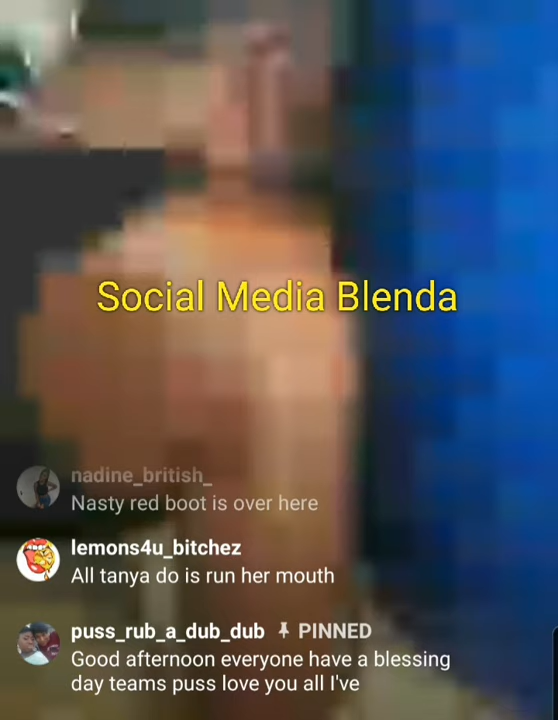 Social Media Blenda
nadine_british_
Nasty red boot is over here
lemons4u_bitchez
All tanya do is run her mouth
puss_rub_a_dub_dub PINNED
Good afternoon everyone have a blessing
day teams puss love you all I've